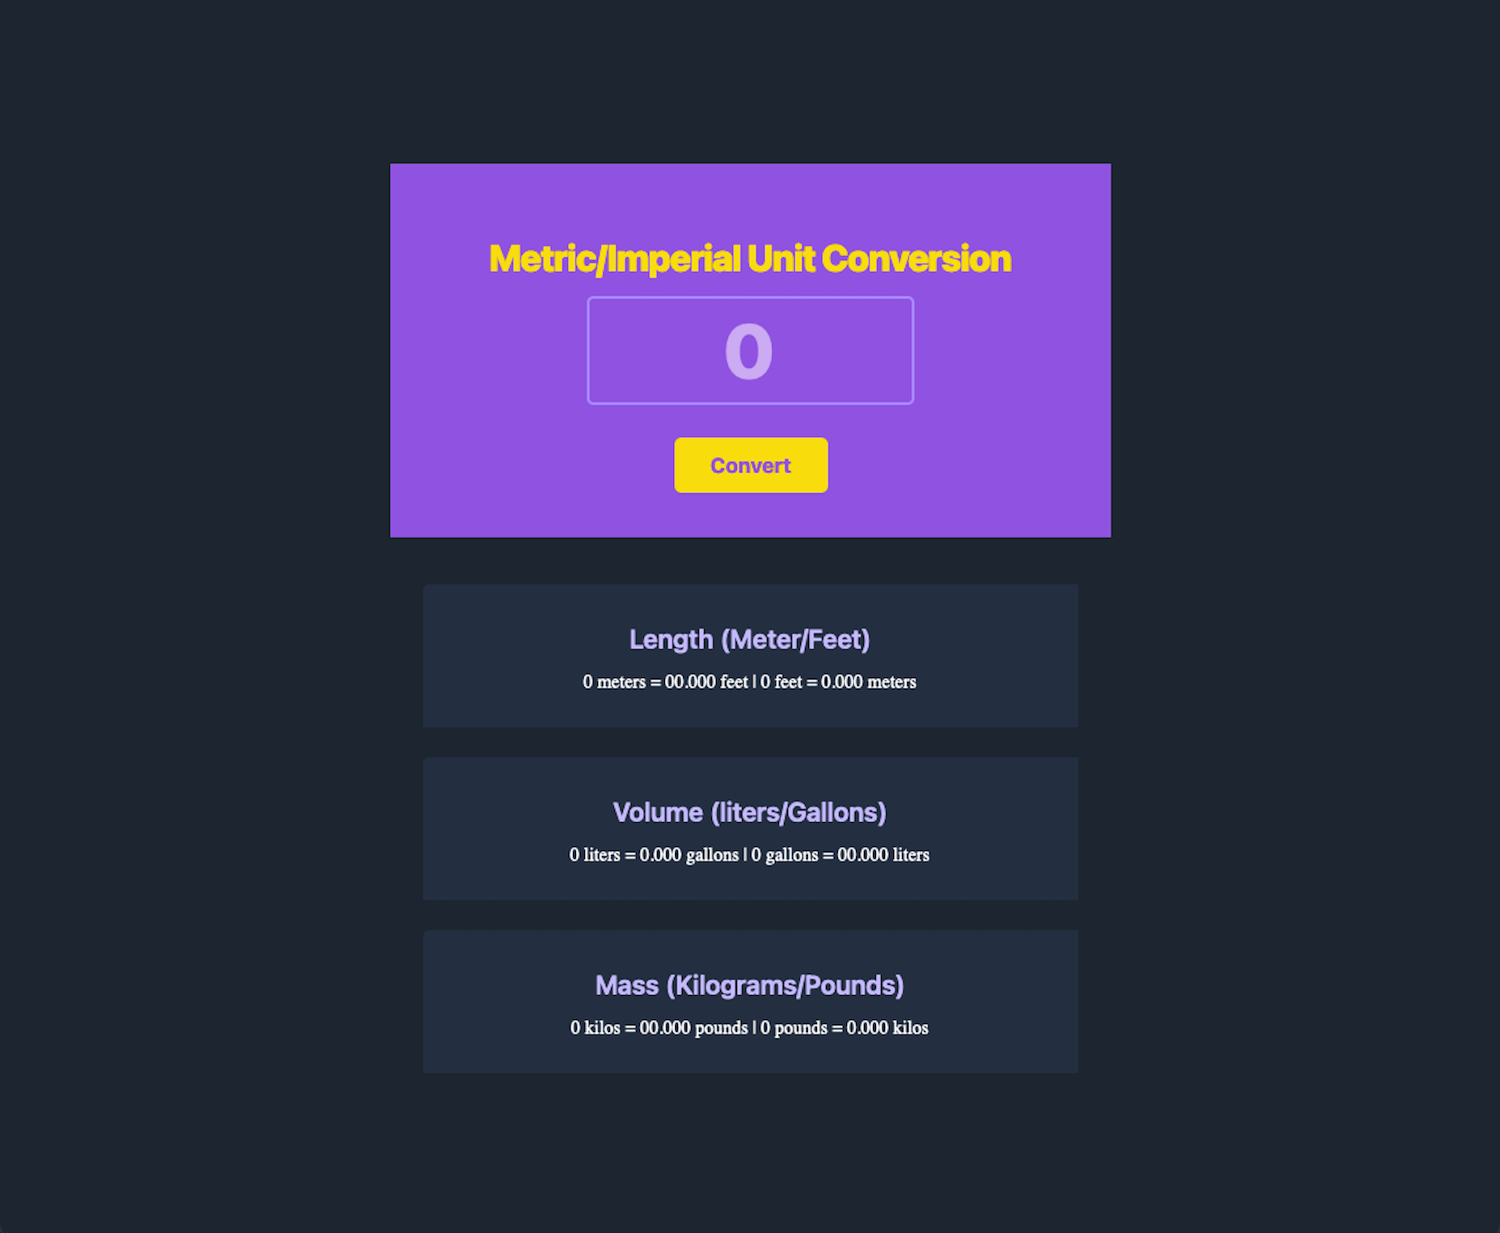 Metric/Imperial Unit Conversion
0
Convert
Length (Meter/Feet)
0 meters = 00.000 feet | 0 feet = 0.000 meters
Volume (liters/Gallons)
0 liters = 0.000 gallons | 0 gallons = 00.000 liters
Mass (Kilograms/Pounds)
0 kilos = 00.000 pounds | 0 pounds = 0.000 kilos